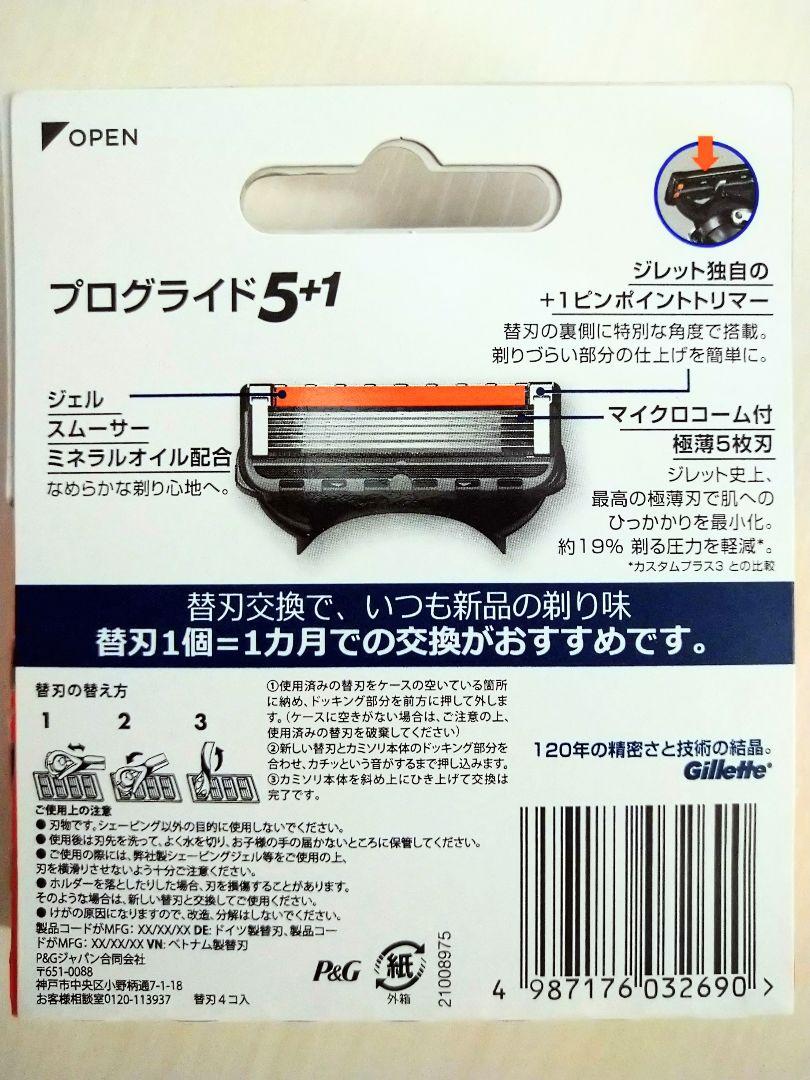 OPEN
プログライド5+1
ジレット独自の
+1ピンポイントトリマー
替刃の裏側に特別な角度で搭載。
剃りづらい部分の仕上げを簡単に。
ジェル
スムーサー
ミネラルオイル配合
なめらかな剃り心地へ。
マイクロコーム付
極薄5枚刃
ジレット史上、
最高の極薄刃で肌への
ひっかかりを最小化。
約19% 剃る圧力を軽減*。
*カスタムプラス3 との比較
替刃交換で、いつも新品の剃り味
替刃1個=1カ月での交換がおすすめです。
替刃の替え方
1 2 3
①使用済みの替刃をケースの空いている箇所
に納め、ドッキング部分を前方に押して外しま
す。(ケースに空きがない場合は、ご注意の上、
使用済みの替刃を破棄してください)
②新しい替刃とカミソリ本体のドッキング部分を
合わせ、カチッという音がするまで押し込みます。
③カミソリ本体を斜め上にひき上げて交換は
完了です。
120年の精密さと技術の結晶。
Gillette®
ご使用上の注意
● 刃物です。シェービング以外の目的に使用しないでください。
● 使用後は刃先を洗って、よく水を切り、お子様の手の届かないところに保管してください。
● ご使用の際には、弊社製シェービングジェル等をご使用の上、
刃を横滑りさせないよう十分ご注意ください。
● ホルダーを落としたりした場合、刃を損傷することがあります。
そのような場合は、新しい替刃と交換してご使用ください。
● けがの原因になりますので、改造、分解はしないでください。
製品コードがMFG: XX/XX/XX DE: ドイツ製替刃、製品コー
ドがMFG: XX/XX/XX VN: ベトナム製替刃
P&Gジャパン合同会社
〒651-0088
神戸市中央区小野柄通7-1-18
お客様相談室0120-113937 替刃4コ入
P&G
紙
外箱
21008975
4 987176 032690 >